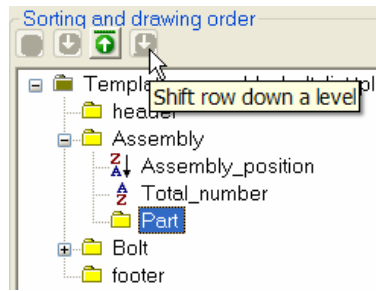 Sorting and drawing order
Shift row down a level
header
Assembly
Assembly_position
Total_number
Part
Bolt
footer